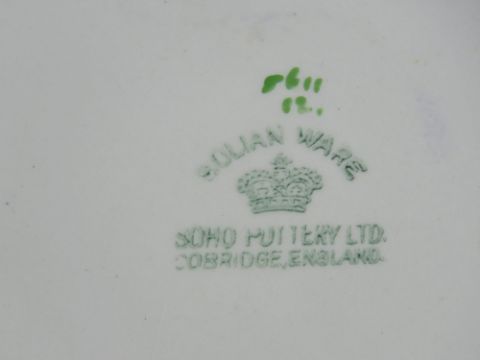 12.
SOLIAN WARE
SOHO POTTERY LTD.
COBRIDGE, ENGLAND.